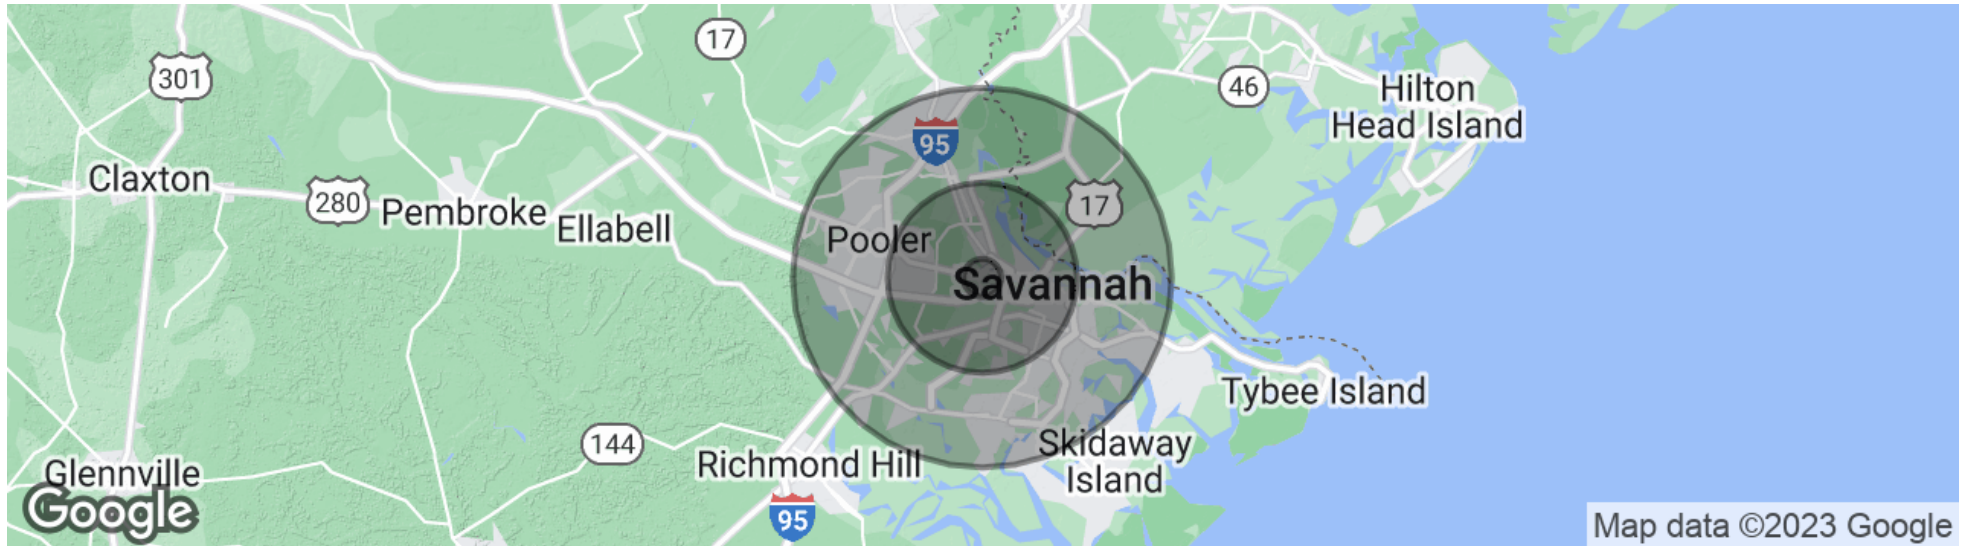 17
301
46
Hilton
Head Island
95
Claxton
280
Pembroke
Ellabell
17
Pooler
Savannah
Tybee Island
144
Skidaway
Island
Richmond Hill
Glennville
Google
95
Map data ©2023 Google